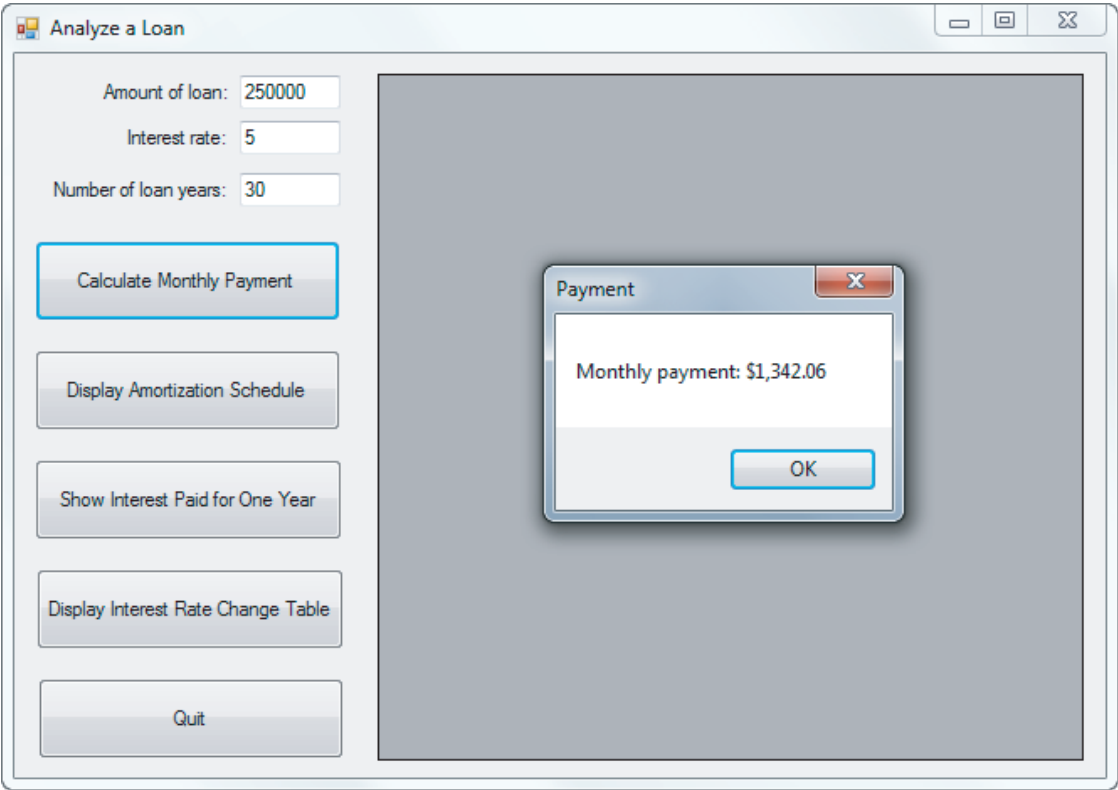 Analyze a Loan
Amount of loan: 250000
Interest rate: 5
Number of loan years: 30
Calculate Monthly Payment
Display Amortization Schedule
Show Interest Paid for One Year
Display Interest Rate Change Table
Quit
Payment
Monthly payment: $1,342.06
OK